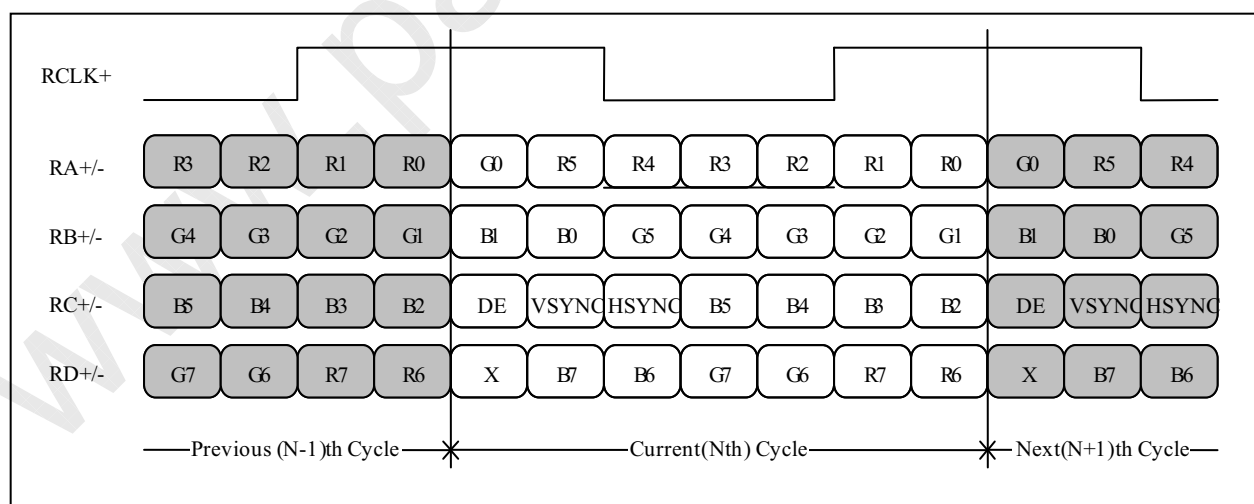 www.pa
RCLK+
RA+/- R3 R2 R1 R0 G0 R5 R4 R3 R2 R1 R0 G0 R5 R4
RB+/- G4 G3 G2 G1 B1 B0 G5 G4 G3 G2 G1 B1 B0 G5
RC+/- B5 B4 B3 B2 DE VSYNC HSYNC B5 B4 B3 B2 DE VSYNC HSYNC
RD+/- G7 G6 R7 R6 X B7 B6 G7 G6 R7 R6 X B7 B6
Previous (N-1)th Cycle Current(Nth) Cycle Next(N+1)th Cycle